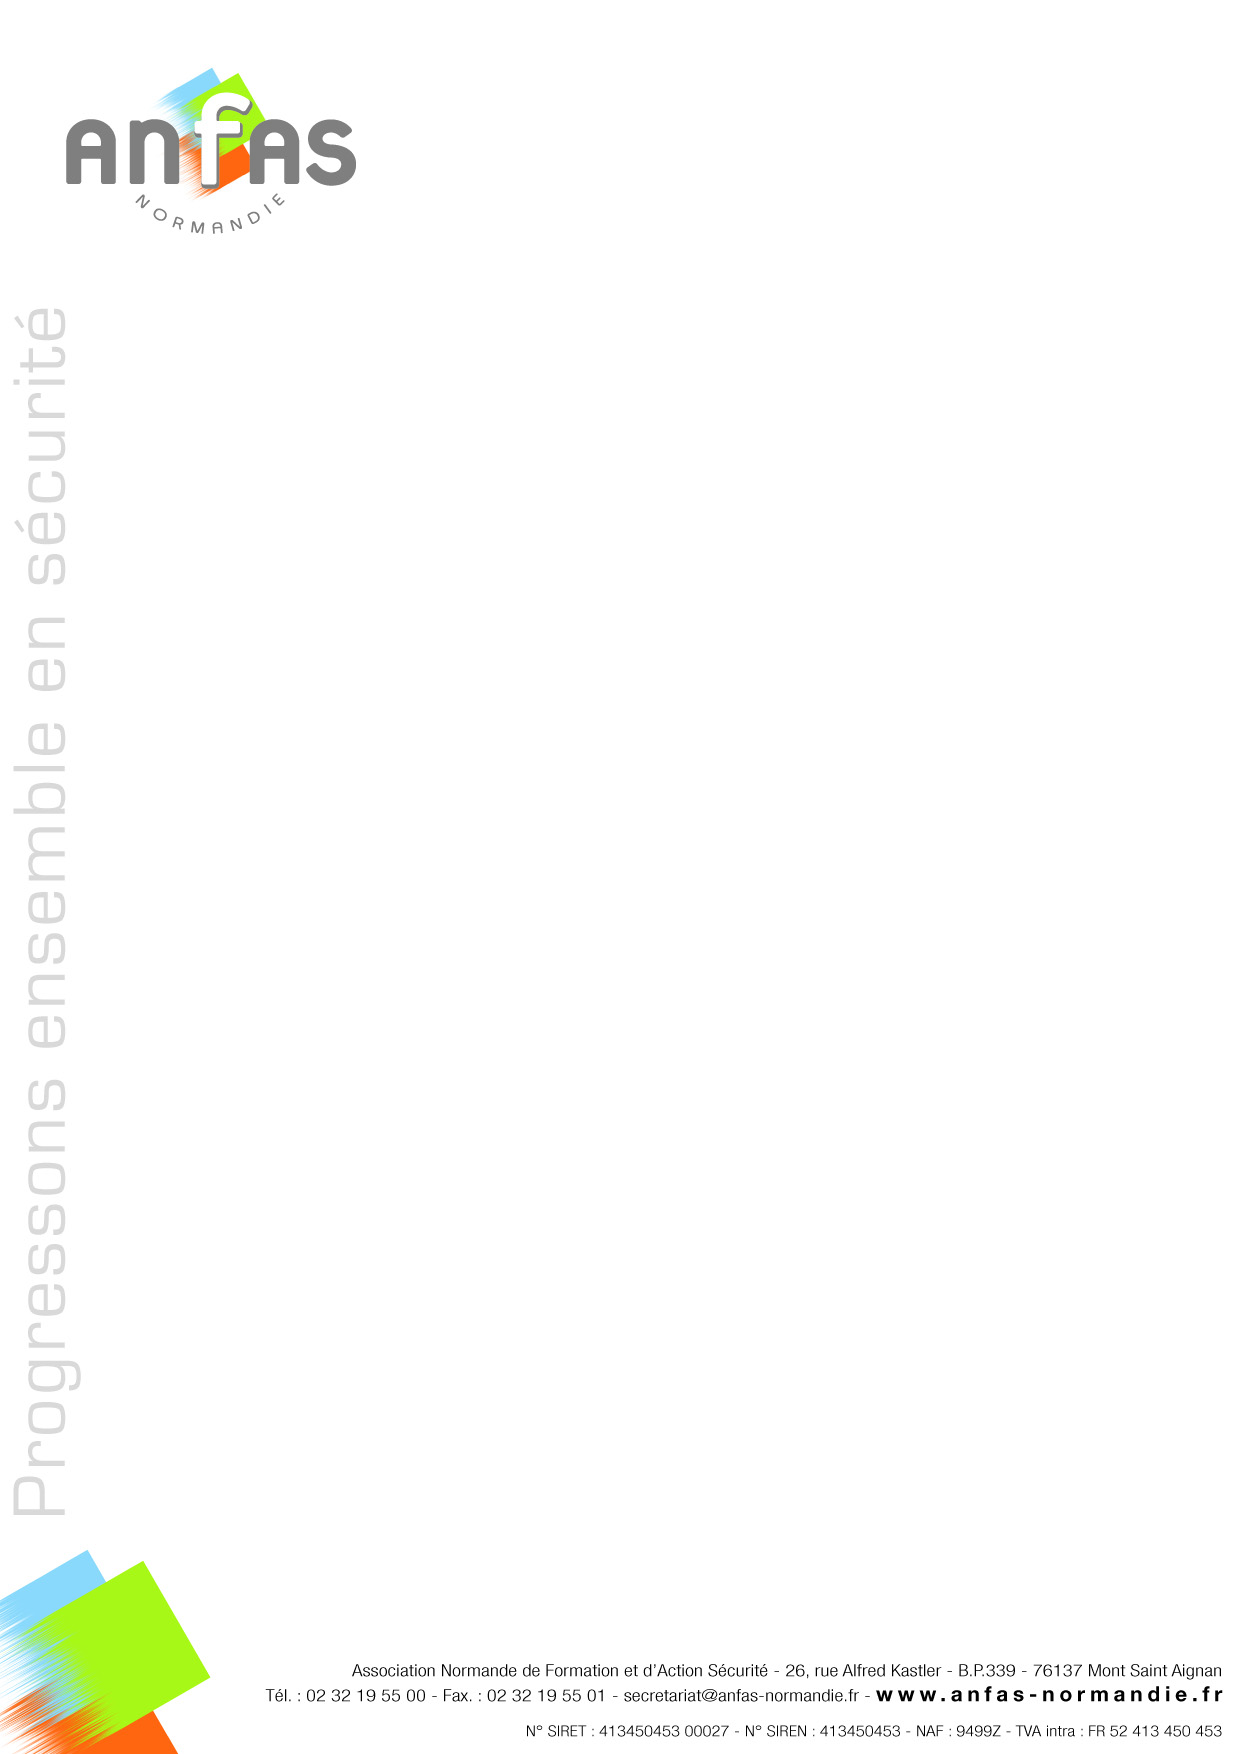 anfas
NORMANDIE
Progressons ensemble en sécurité
Association Normande de Formation et d'Action Sécurité - 26, rue Alfred Kastler - B.P.339 - 76137 Mont Saint Aignan
Tél. : 02 32 19 55 00 - Fax. : 02 32 19 55 01 - secretariat@anfas-normandie.fr - www.anfas-normandie.fr
N° SIRET : 413450453 00027 - N° SIREN : 413450453 - NAF : 9499Z - TVA intra : FR 52 413 450 453